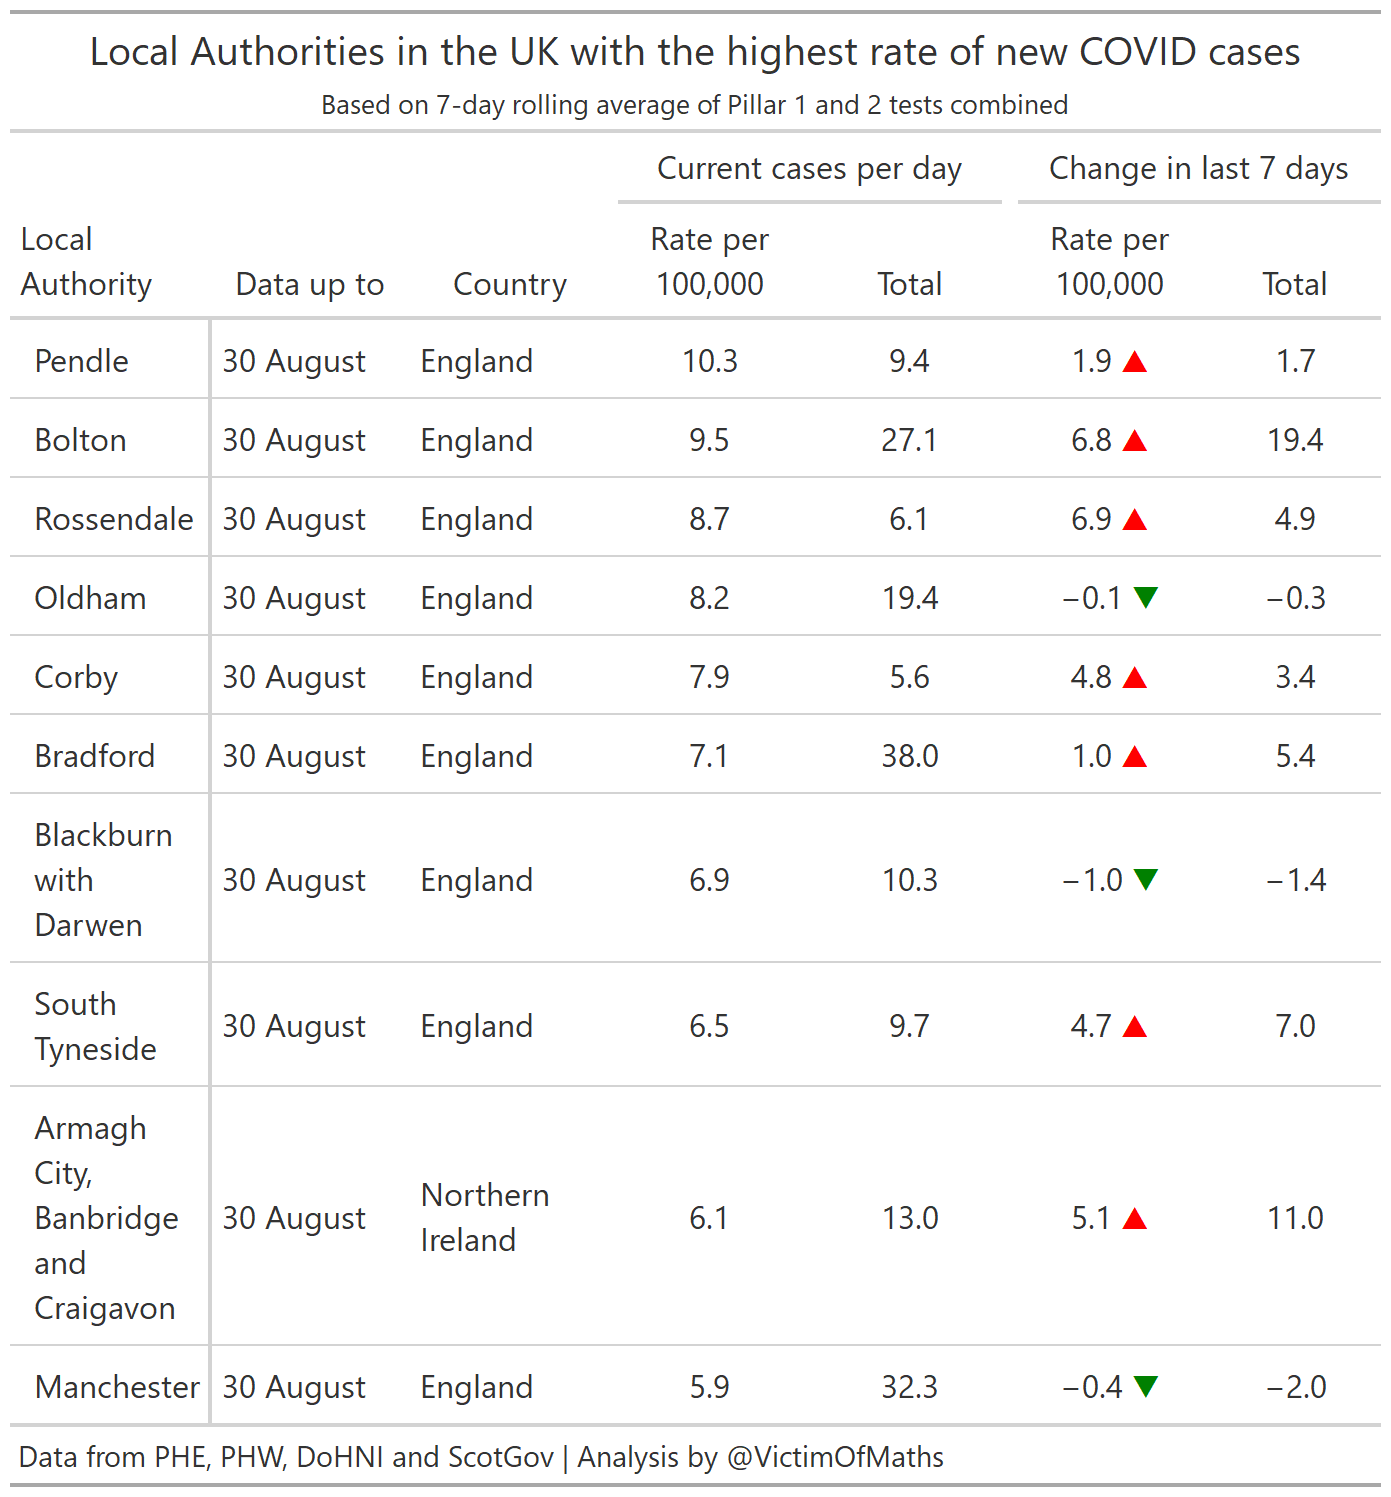 Local Authorities in the UK with the highest rate of new COVID cases
Based on 7-day rolling average of Pillar 1 and 2 tests combined
Current cases per day Change in last 7 days
Local Rate per Rate per
Authority Data up to Country 100,000 Total 100,000 Total
Pendle 30 August England 10.3 9.4 1.9 ▲ 1.7
Bolton 30 August England 9.5 27.1 6.8 ▲ 19.4
Rossendale 30 August England 8.7 6.1 6.9 ▲ 4.9
Oldham 30 August England 8.2 19.4 −0.1 ▼ −0.3
Corby 30 August England 7.9 5.6 4.8 ▲ 3.4
Bradford 30 August England 7.1 38.0 1.0 ▲ 5.4
Blackburn
with 30 August England 6.9 10.3 −1.0 ▼ −1.4
Darwen
South
Tyneside 30 August England 6.5 9.7 4.7 ▲ 7.0
Armagh
City,
Banbridge 30 August Northern Ireland 6.1 13.0 5.1 ▲ 11.0
and
Craigavon
Manchester 30 August England 5.9 32.3 −0.4 ▼ −2.0
Data from PHE, PHW, DoHNI and ScotGov | Analysis by @VictimOfMaths